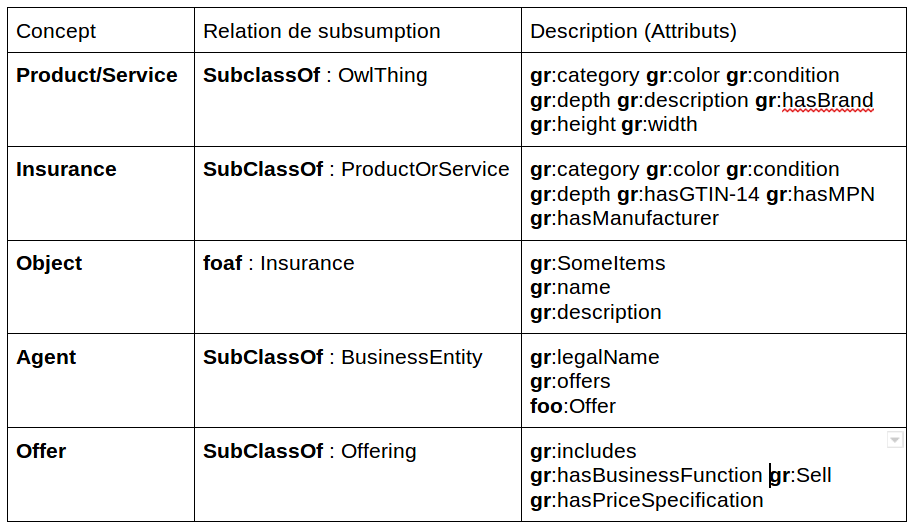 Concept Relation de subsumption Description (Attributs)
Product/Service SubclassOf : OwlThing gr:category gr:color gr:condition
gr:depth gr:description gr:hasBrand
gr:height gr:width
Insurance SubClassOf : ProductOrService gr:category gr:color gr:condition
gr:depth gr:hasGTIN-14 gr:hasMPN
gr:hasManufacturer
Object foaf : Insurance gr:SomeItems
gr:name
gr:description
Agent SubClassOf : BusinessEntity gr:legalName
gr:offers
foo:Offer
Offer SubClassOf : Offering gr:includes
gr:hasBusinessFunction gr:Sell
gr:hasPriceSpecification